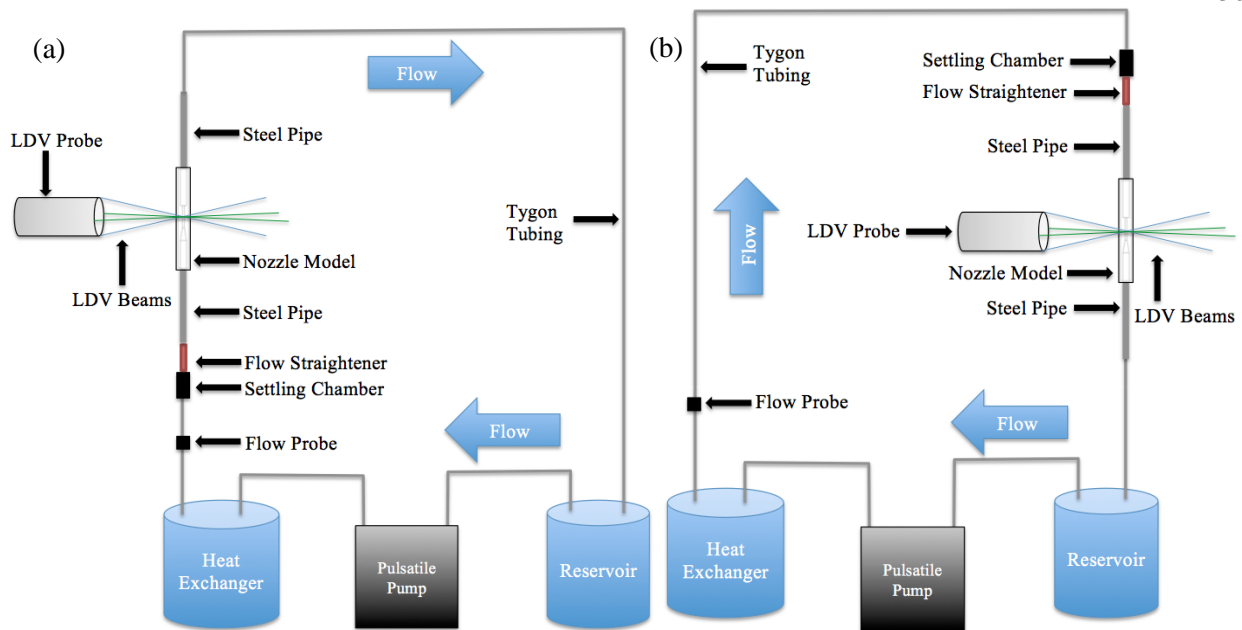 (a)
Flow
Steel Pipe
LDV Probe
Tygon
Tubing
Nozzle Model
LDV Beams
Steel Pipe
Flow Straightener
Settling Chamber
Flow Probe
Flow
Heat
Exchanger
Pulsatile
Pump
Reservoir
(b)
Tygon
Tubing
Settling Chamber
Flow Straightener
Steel Pipe
Flow
LDV Probe
Nozzle Model
Steel Pipe
LDV Beams
Flow Probe
Flow
Heat
Exchanger
Pulsatile
Pump
Reservoir